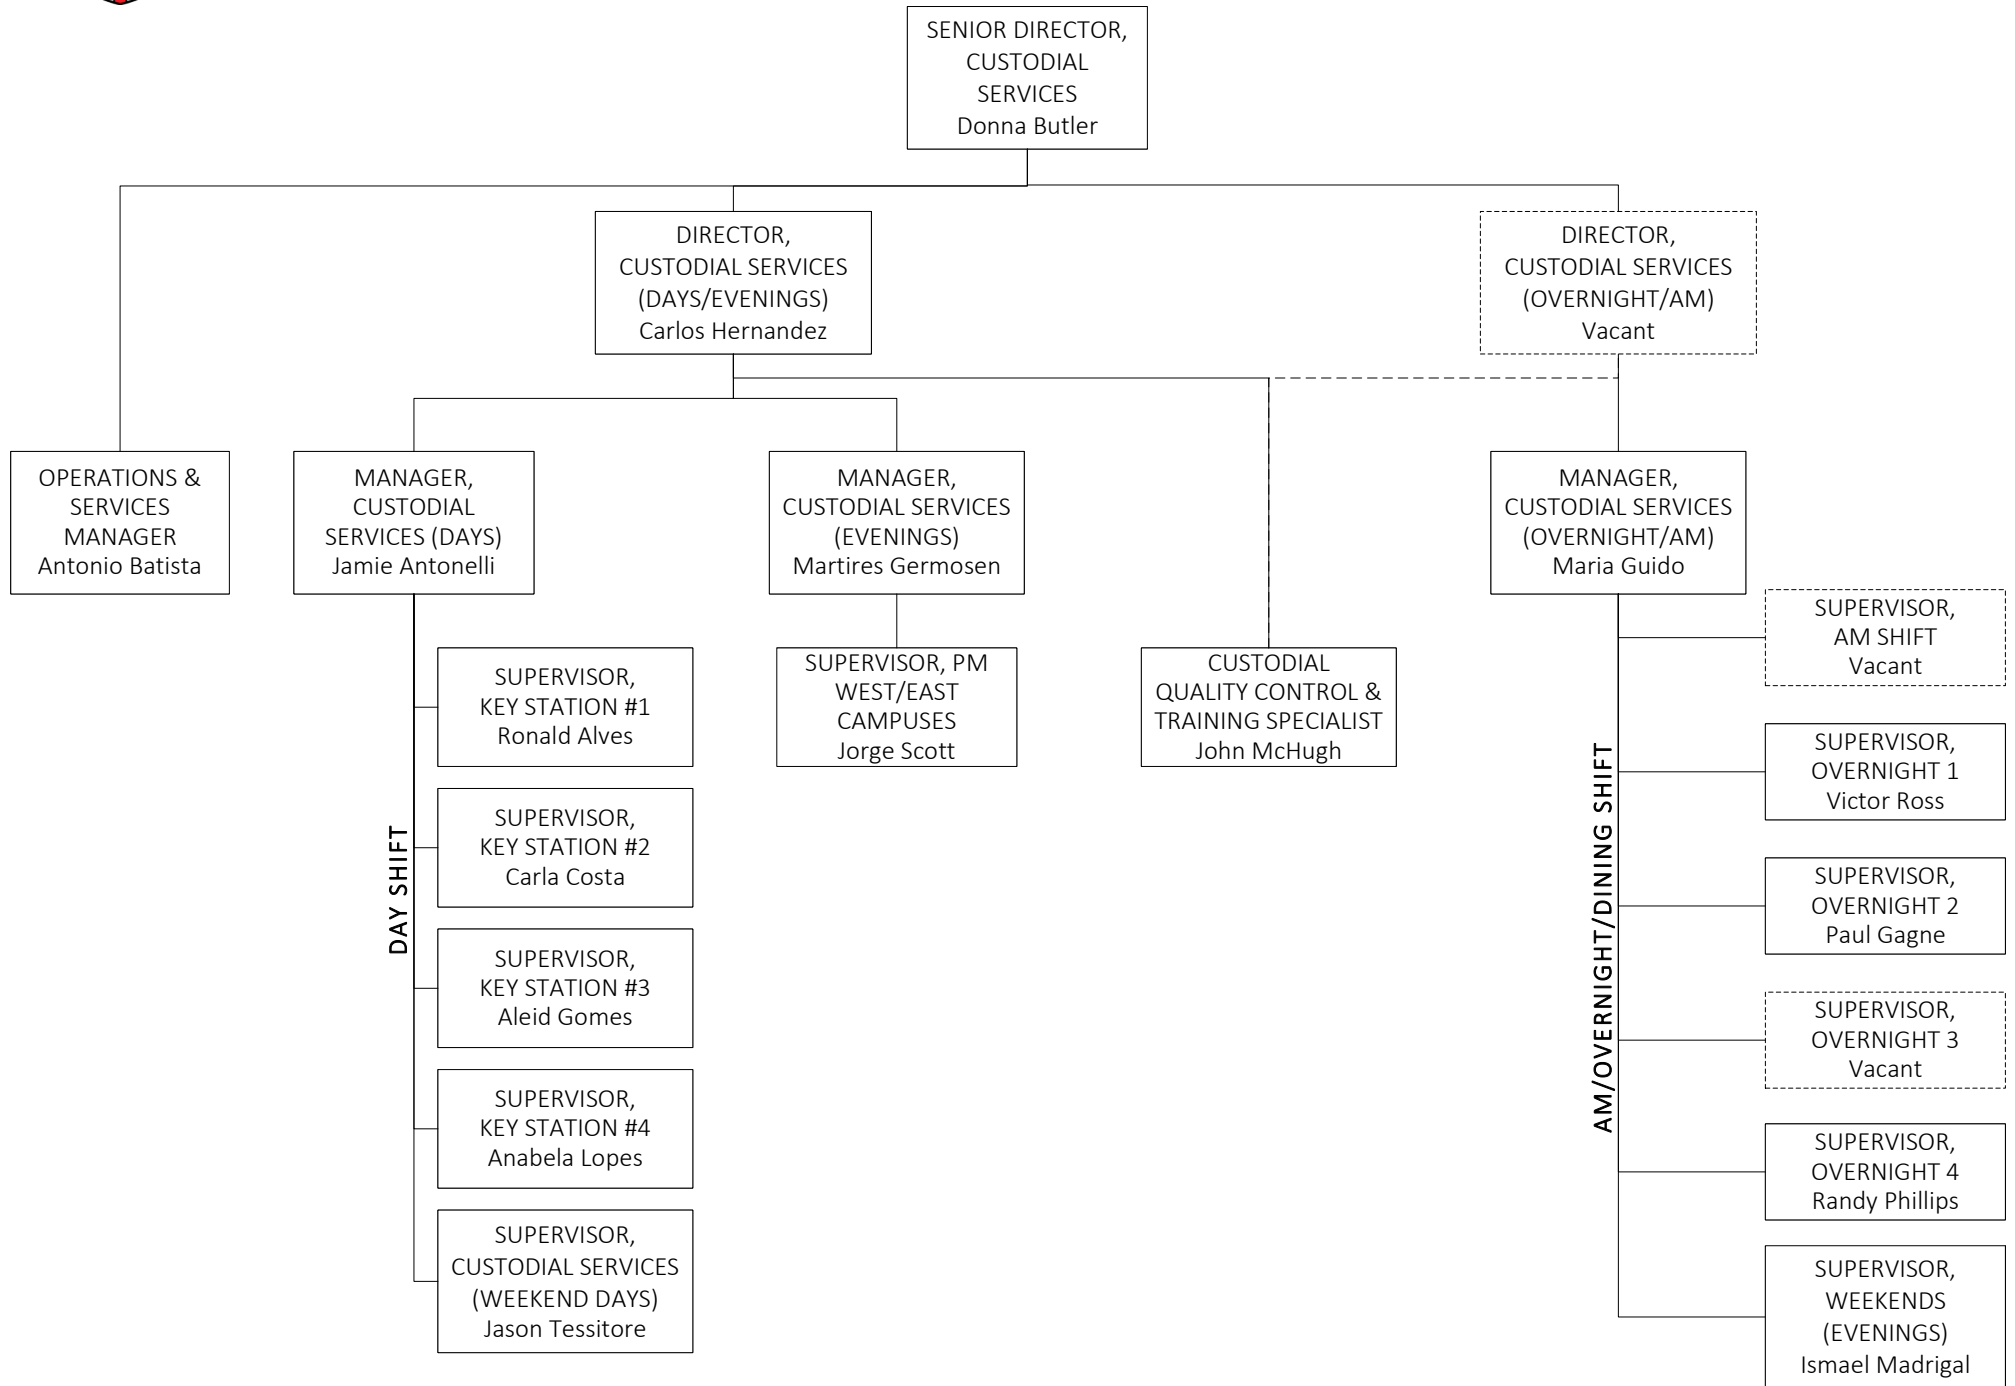 SENIOR DIRECTOR,
CUSTODIAL
SERVICES
Donna Butler
DIRECTOR,
CUSTODIAL SERVICES
(DAYS/EVENINGS)
Carlos Hernandez
DIRECTOR,
CUSTODIAL SERVICES
(OVERNIGHT/AM)
Vacant
OPERATIONS &
SERVICES
MANAGER
Antonio Batista
MANAGER,
CUSTODIAL
SERVICES (DAYS)
Jamie Antonelli
MANAGER,
CUSTODIAL SERVICES
(EVENINGS)
Martires Germosen
MANAGER,
CUSTODIAL SERVICES
(OVERNIGHT/AM)
Maria Guido
DAY SHIFT
SUPERVISOR,
KEY STATION #1
Ronald Alves
SUPERVISOR,
KEY STATION #2
Carla Costa
SUPERVISOR,
KEY STATION #3
Aleid Gomes
SUPERVISOR,
KEY STATION #4
Anabela Lopes
SUPERVISOR,
CUSTODIAL SERVICES
(WEEKEND DAYS)
Jason Tessitore
SUPERVISOR, PM
WEST/EAST
CAMPUSES
Jorge Scott
CUSTODIAL
QUALITY CONTROL &
TRAINING SPECIALIST
John McHugh
AM/OVERNIGHT/DINING SHIFT
SUPERVISOR,
AM SHIFT
Vacant
SUPERVISOR,
OVERNIGHT 1
Victor Ross
SUPERVISOR,
OVERNIGHT 2
Paul Gagne
SUPERVISOR,
OVERNIGHT 3
Vacant
SUPERVISOR,
OVERNIGHT 4
Randy Phillips
SUPERVISOR,
WEEKENDS
(EVENINGS)
Ismael Madrigal